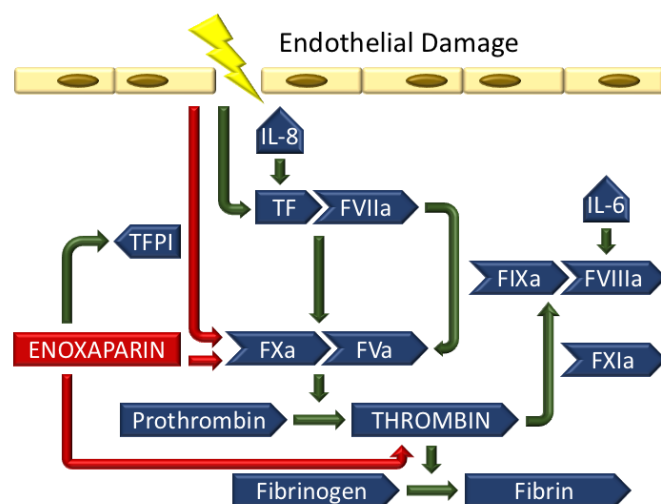 Endothelial Damage
IL-8
TF FVIIa
IL-6
TFPI
FIXa FVIIIa
ENOXAPARIN
FXa FVa
FXIa
Prothrombin THROMBIN
Fibrinogen Fibrin